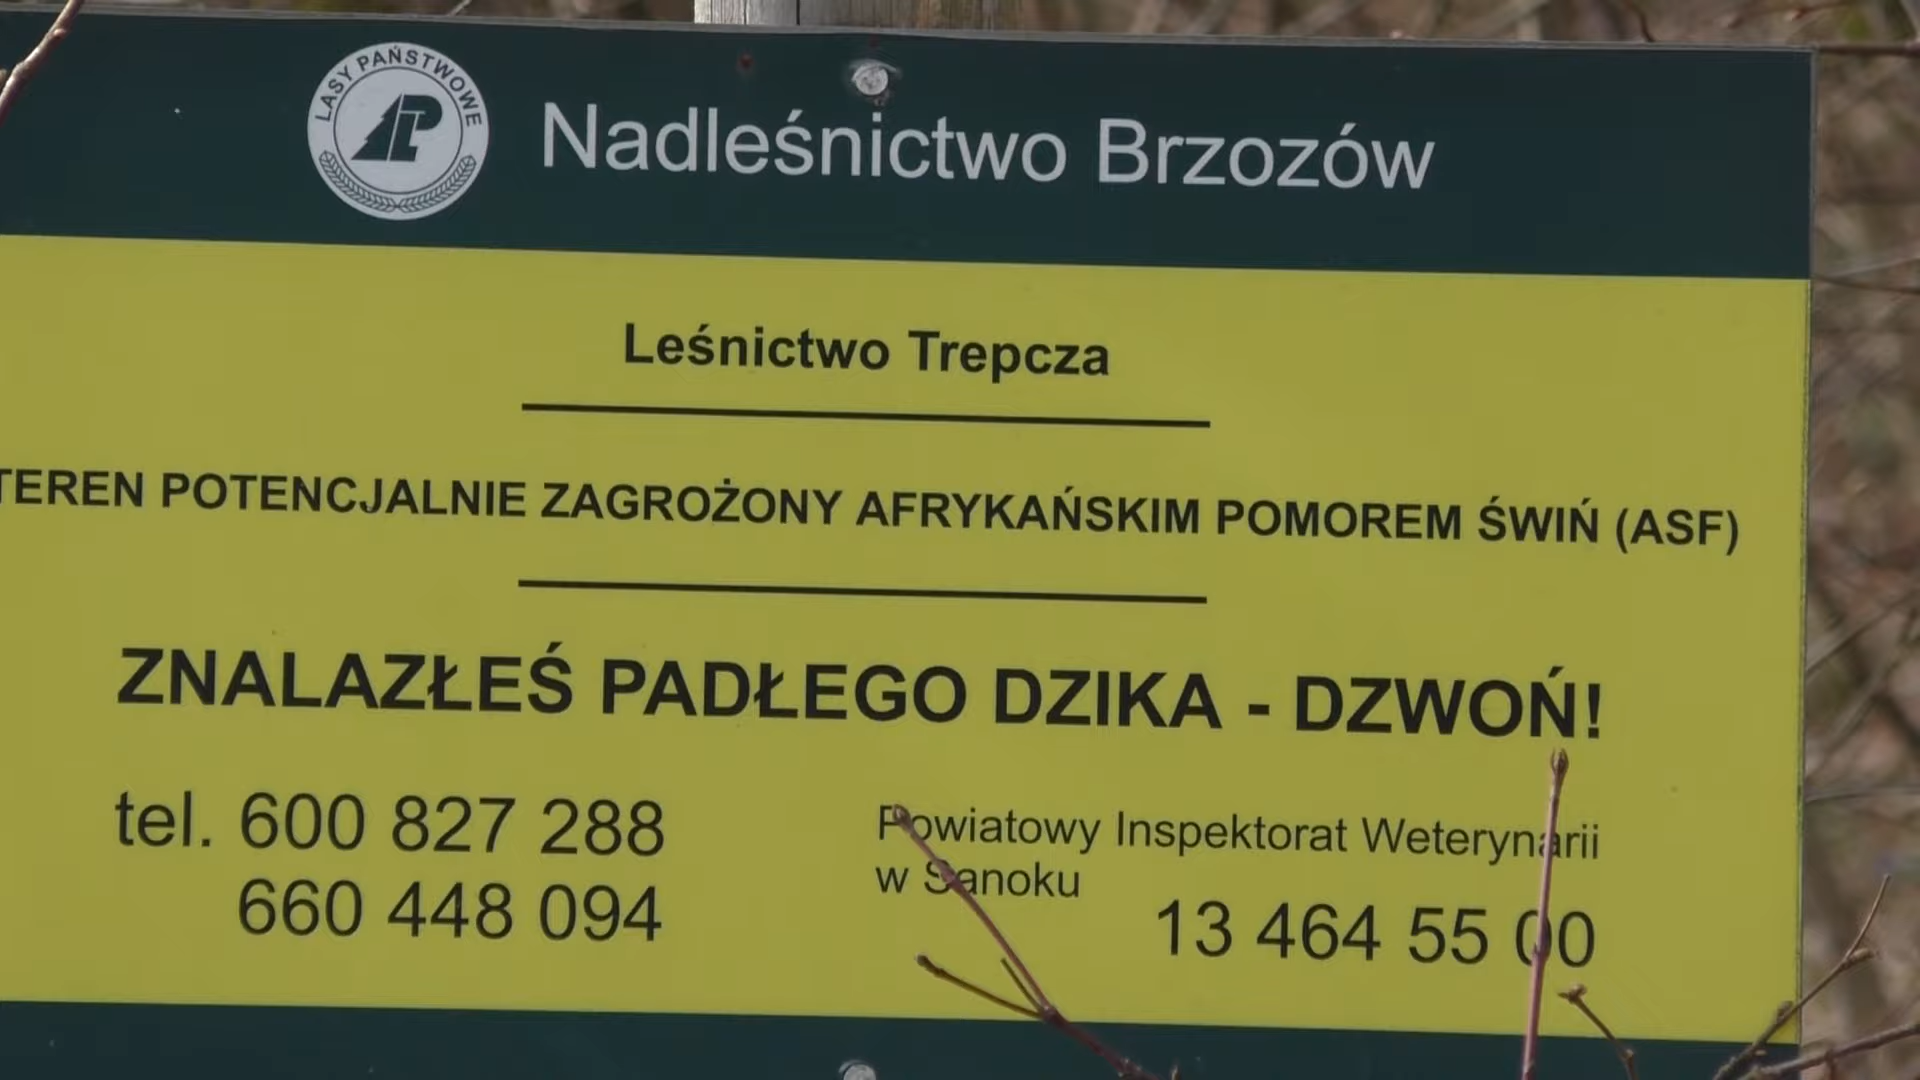 LASY PAŃSTWOWE
Nadleśnictwo Brzozów
Leśnictwo Trepcza
TEREN POTENCJALNIE ZAGROŻONY AFRYKAŃSKIM POMOREM ŚWIŃ (ASF)
ZNALAZŁEŚ PADŁEGO DZIKA - DZWOŃ!
tel. 600 827 288
660 448 094
Powiatowy Inspektorat Weterynarii
w Sanoku
13 464 55 00